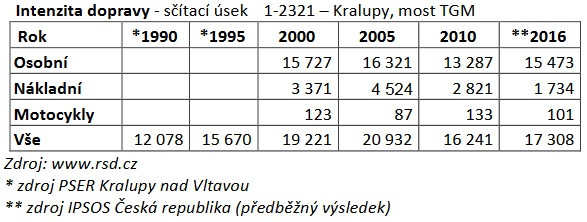 Intenzita dopravy - sčítací úsek 1-2321 – Kralupy, most TGM
Rok *1990 *1995 2000 2005 2010 **2016
Osobní 15 727 16 321 13 287 15 473
Nákladní 3 371 4 524 2 821 1 734
Motocykly 123 87 133 101
Vše 12 078 15 670 19 221 20 932 16 241 17 308
Zdroj: www.rsd.cz
* zdroj PSER Kralupy nad Vltavou
** zdroj IPSOS Česká republika (předběžný výsledek)